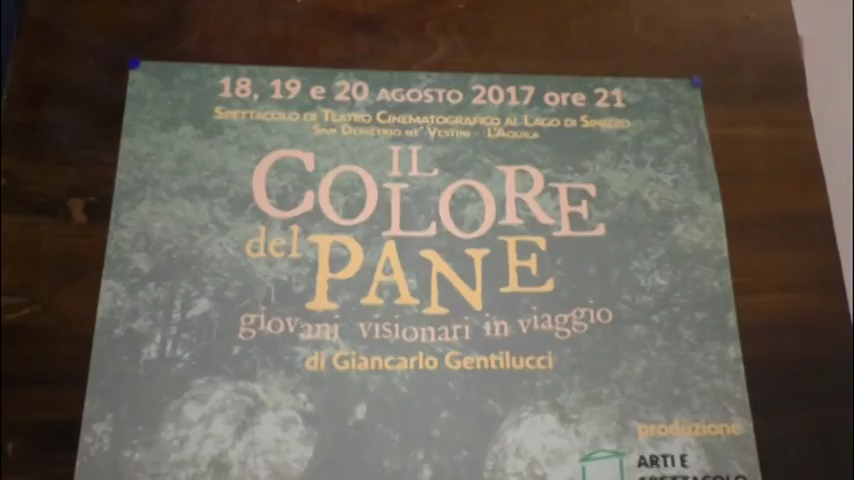 18, 19 e 20 AGOSTO 2017 ore 21
SPETTACOLO DI TEATRO CINEMATOGRAFICO AL LAGO DI SINIZZO
SAN DEMETRIO NE' VESTINI - L'AQUILA
IL
COLORE
del PANE
giovani visionari in viaggio
di Giancarlo Gentilucci
produzione
ARTI E
SPETTACOLO